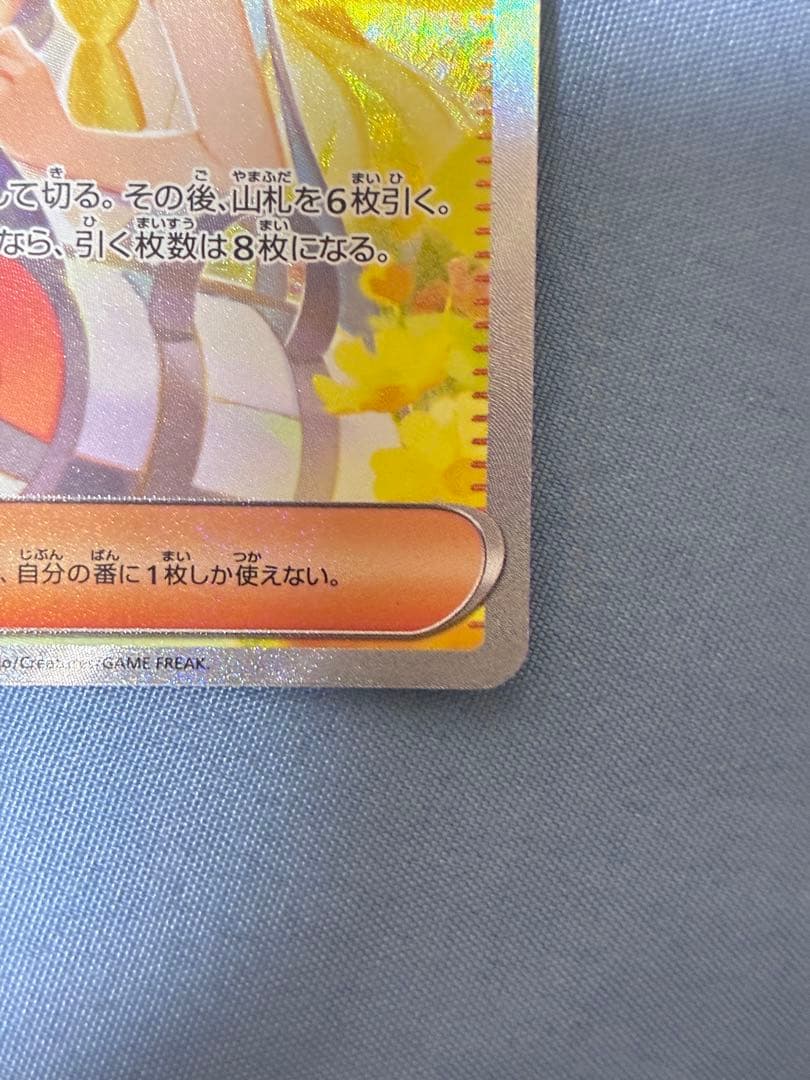 して切る。その後、山札を6枚引く。
なら、引く枚数は8枚になる。
、自分の番に1枚しか使えない。
o/Creatures/GAME FREAK.